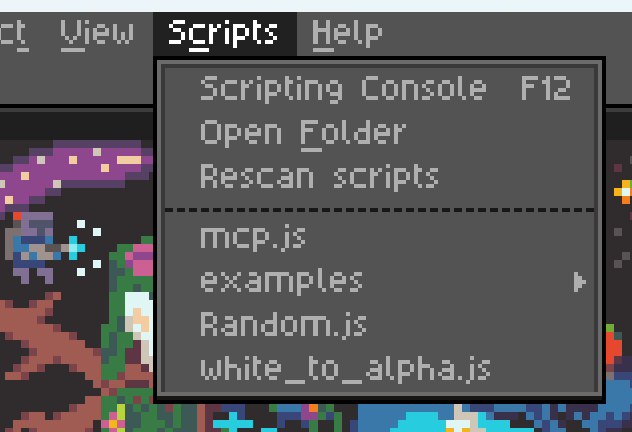 ct View Scripts Help
Scripting Console F12
Open Folder
Rescan scripts
mcp.js
examples
Random.js
white_to_alpha.js